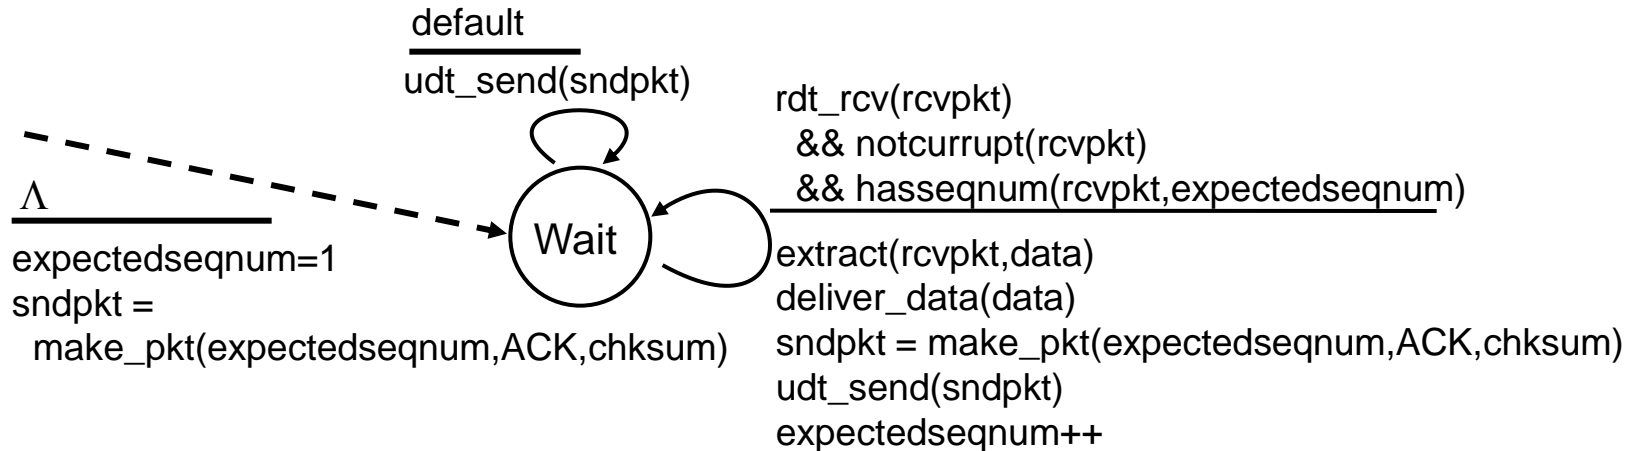 default
udt_send(sndpkt)
rdt_rcv(rcvpkt)
&& notcurrupt(rcvpkt)
&& hasseqnum(rcvpkt,expectedseqnum)
Λ
Wait
expectedseqnum=1
sndpkt =
make_pkt(expectedseqnum,ACK,chksum)
extract(rcvpkt,data)
deliver_data(data)
sndpkt = make_pkt(expectedseqnum,ACK,chksum)
udt_send(sndpkt)
expectedseqnum++